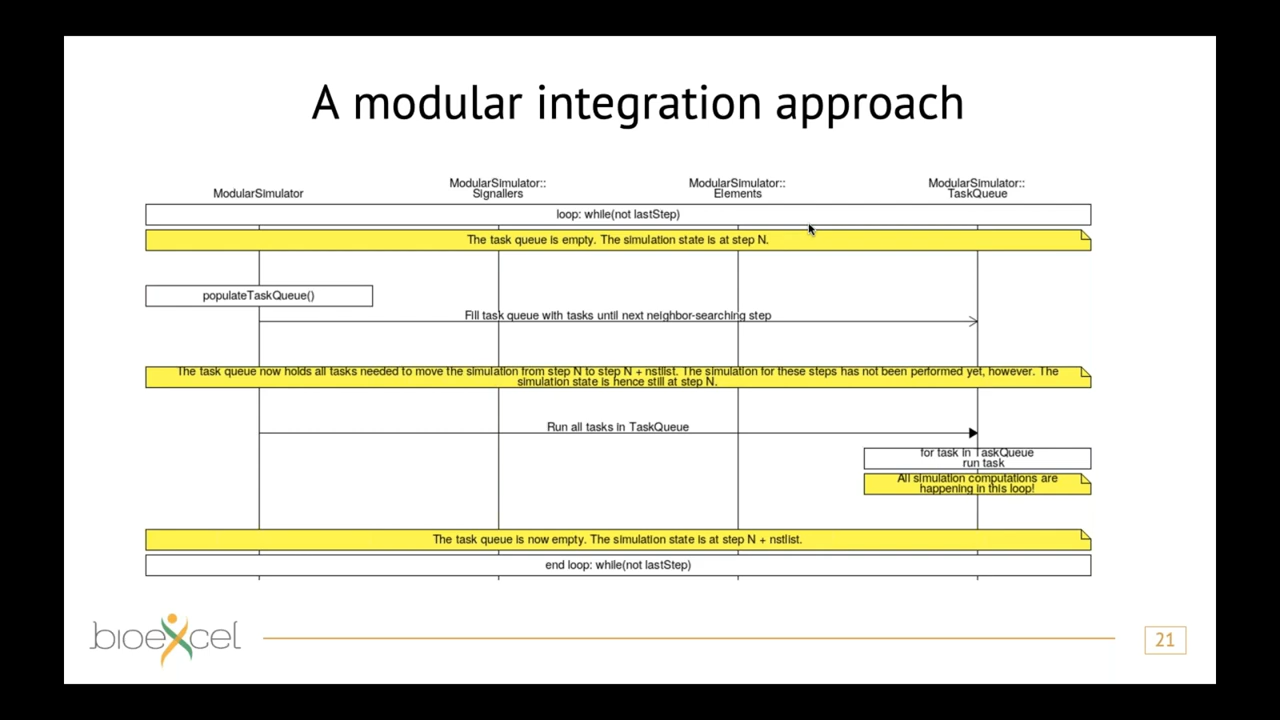 A modular integration approach
ModularSimulator
ModularSimulator::
Signallers
ModularSimulator::
Elements
ModularSimulator::
TaskQueue
loop: while(not lastStep)
The task queue is empty. The simulation state is at step N.
populateTaskQueue()
Fill task queue with tasks until next neighbor-searching step
The task queue now holds all tasks needed to move the simulation from step N to step N + nstlist. The simulation for these steps has not been performed yet, however. The
simulation state is hence still at step N.
Run all tasks in TaskQueue
for task in TaskQueue
run task
All simulation computations are
happening in this loop!
The task queue is now empty. The simulation state is at step N + nstlist.
end loop: while(not lastStep)
bioexcel
21